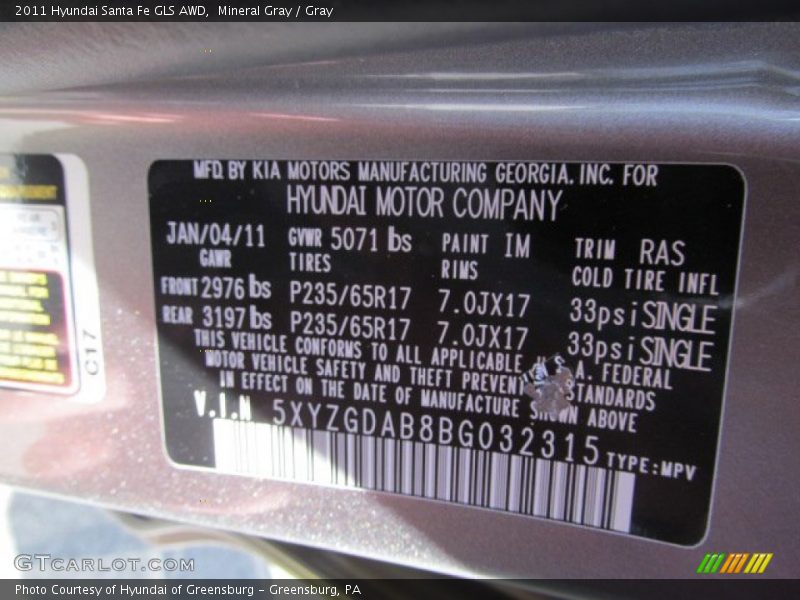 2011 Hyundai Santa Fe GLS AWD, Mineral Gray / Gray
MFD. BY KIA MOTORS MANUFACTURING GEORGIA. INC. FOR
HYUNDAI MOTOR COMPANY
JAN/04/11 GVWR 5071 lbs PAINT IM TRIM RAS
GAWR TIRES RIMS COLD TIRE INFL
FRONT 2976 lbs P235/65R17 7.0JX17 33psi SINGLE
REAR 3197 lbs P235/65R17 7.0JX17 33psi SINGLE
THIS VEHICLE CONFORMS TO ALL APPLICABLE A. FEDERAL
MOTOR VEHICLE SAFETY AND THEFT PREVEN STANDARDS
IN EFFECT ON THE DATE OF MANUFACTURE SHOWN ABOVE
V.I.N 5XYZGDAB8BG032315 TYPE:MPV
C17
GTCARLOT.COM
Photo Courtesy of Hyundai of Greensburg – Greensburg, PA